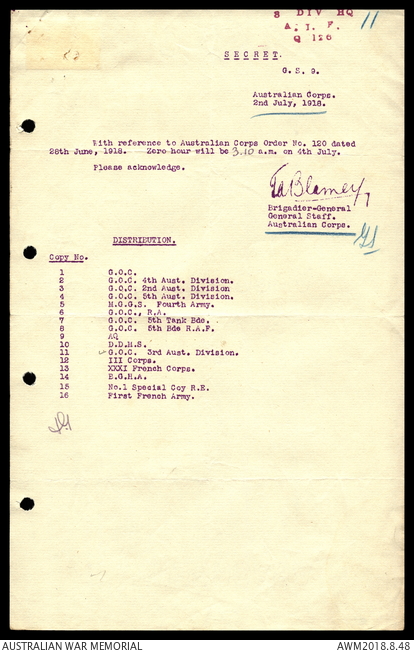 3 DIV HQ
A. I. F.
Q 126
11
SECRET.
G. S. 9.
Australian Corps.
2nd July, 1918.
With reference to Australian Corps Order No. 120 dated
28th June, 1918. Zero hour will be 3.10 a.m. on 4th July.
Please acknowledge.
TaBlamey
Brigadier-General
General Staff.
Australian Corps.
GS
DISTRIBUTION.
Copy No.
1 G.O.C.
2 G.O.C. 4th Aust. Division.
3 G.O.C. 2nd Aust Division
4 G.O.C. 5th Aust Division.
5 M.G.G.S. Fourth Army.
6 G.O.C., R.A.
7 G.O.C. 5th Tank Bde.
8 G.O.C. 5th Bde R.A.F.
9 AQ
10 D.D.M.S.
11 G.O.C. 3rd Aust. Division.
12 III Corps.
13 XXXI French Corps.
14 B.G.H.A.
15 No.1 Special Coy R.E.
16 First French Army.
AUSTRALIAN WAR MEMORIAL
AWM2018.8.48